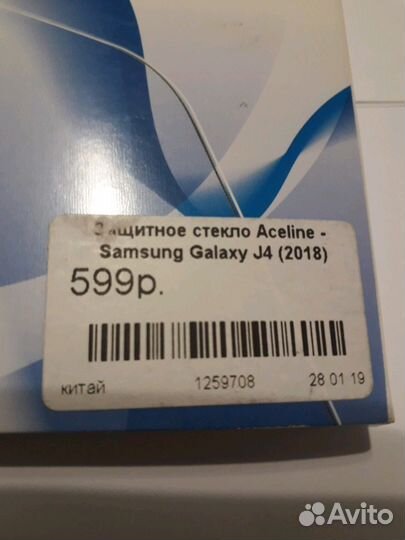 Защитное стекло Aceline -
Samsung Galaxy J4 (2018)
599р.
китай 1259708 28 01 19
Avito